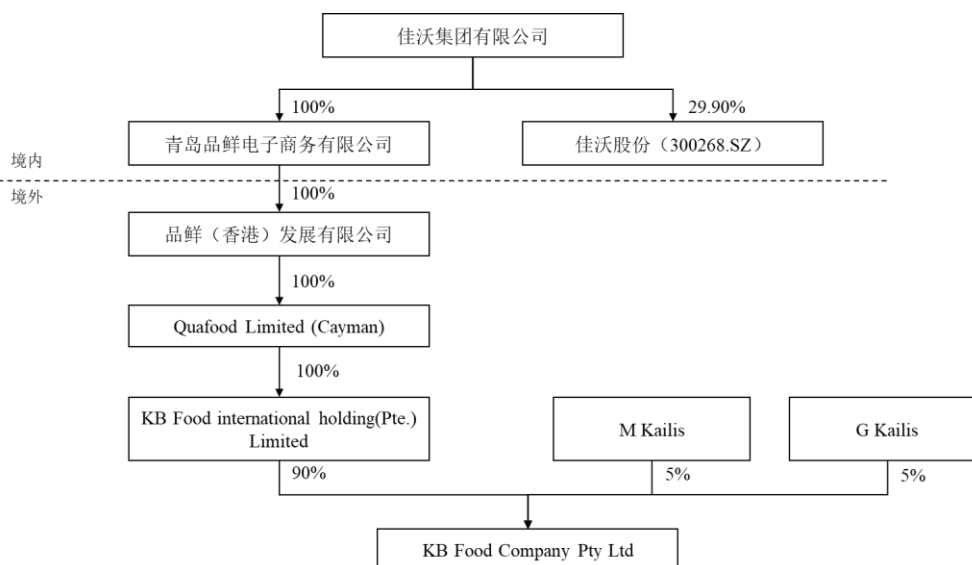 佳沃集团有限公司
100%
29.90%
青岛品鲜电子商务有限公司
佳沃股份（300268.SZ）
境内
境外
100%
品鲜（香港）发展有限公司
100%
Quafood Limited (Cayman)
100%
KB Food international holding(Pte.)
Limited
M Kailis
G Kailis
90%
5%
5%
KB Food Company Pty Ltd